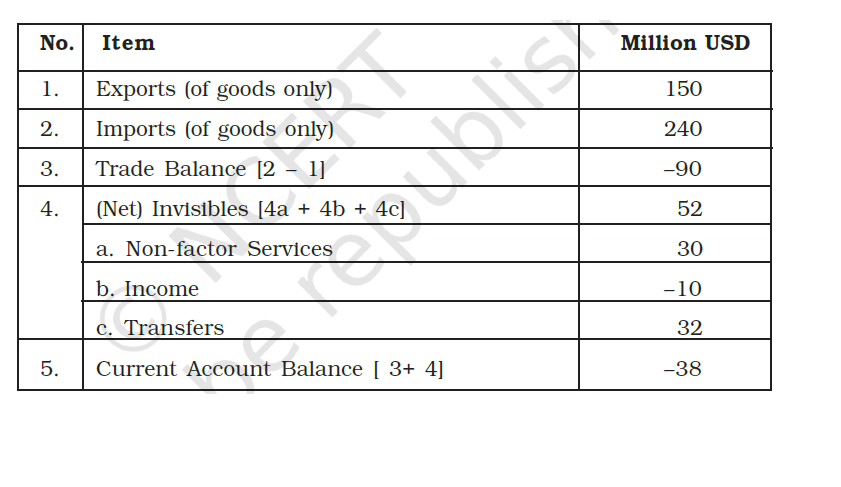 No. Item Million USD
1. Exports (of goods only) 150
2. Imports (of goods only) 240
3. Trade Balance [2 – 1] –90
4. (Net) Invisibles [4a + 4b + 4c] 52
a. Non-factor Services 30
b. Income –10
c. Transfers 32
5. Current Account Balance [ 3+ 4] –38
© NCERT
be republish